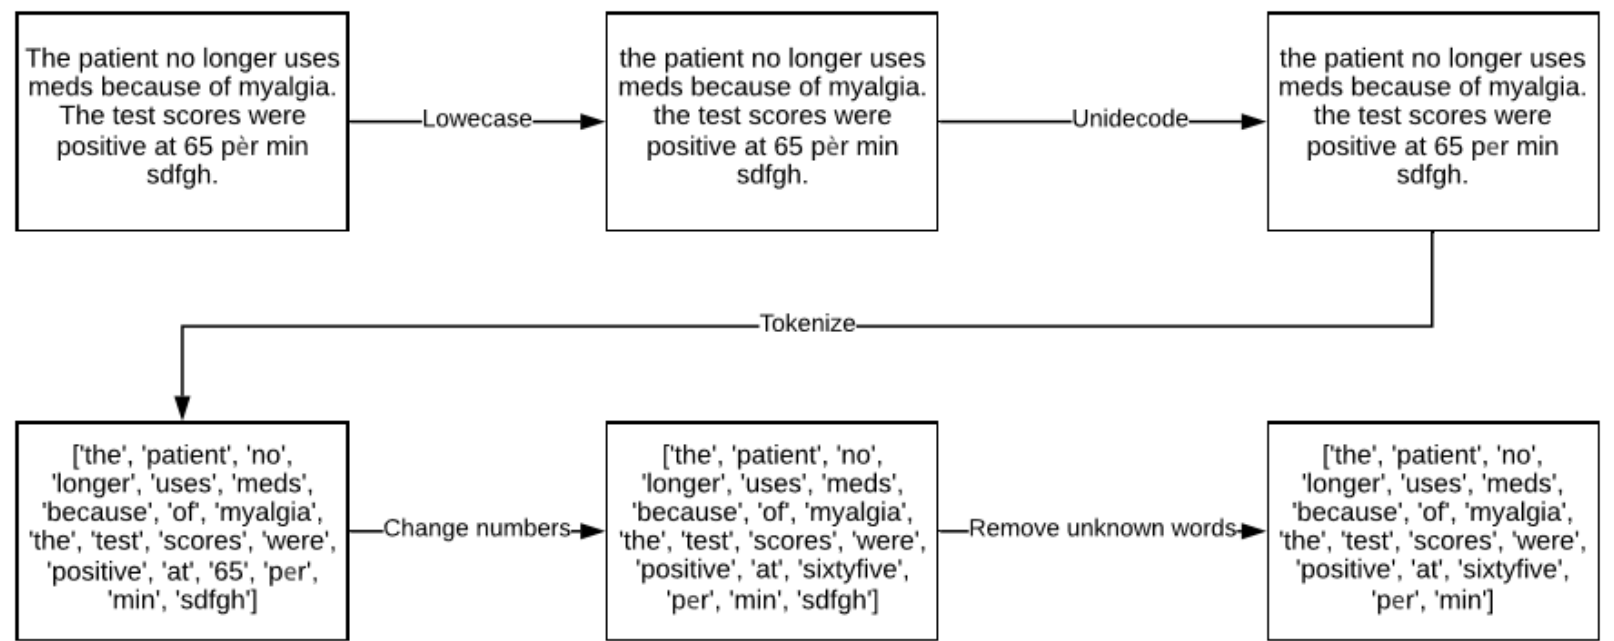 The patient no longer uses
meds because of myalgia.
The test scores were
positive at 65 pèr min
sdfgh.
Lowecase
the patient no longer uses
meds because of myalgia.
the test scores were
positive at 65 pèr min
sdfgh.
Unidecode
the patient no longer uses
meds because of myalgia.
the test scores were
positive at 65 per min
sdfgh.
Tokenize
['the', 'patient', 'no',
'longer', 'uses', 'meds',
'because', 'of', 'myalgia',
'the', 'test', 'scores', 'were',
'positive', 'at', '65', 'per',
'min', 'sdfgh']
Change numbers
['the', 'patient', 'no',
'longer', 'uses', 'meds',
'because', 'of', 'myalgia',
'the', 'test', 'scores', 'were',
'positive', 'at', 'sixtyfive',
'per', 'min', 'sdfgh']
Remove unknown words
['the', 'patient', 'no',
'longer', 'uses', 'meds',
'because', 'of', 'myalgia',
'the', 'test', 'scores', 'were',
'positive', 'at', 'sixtyfive',
'per', 'min']